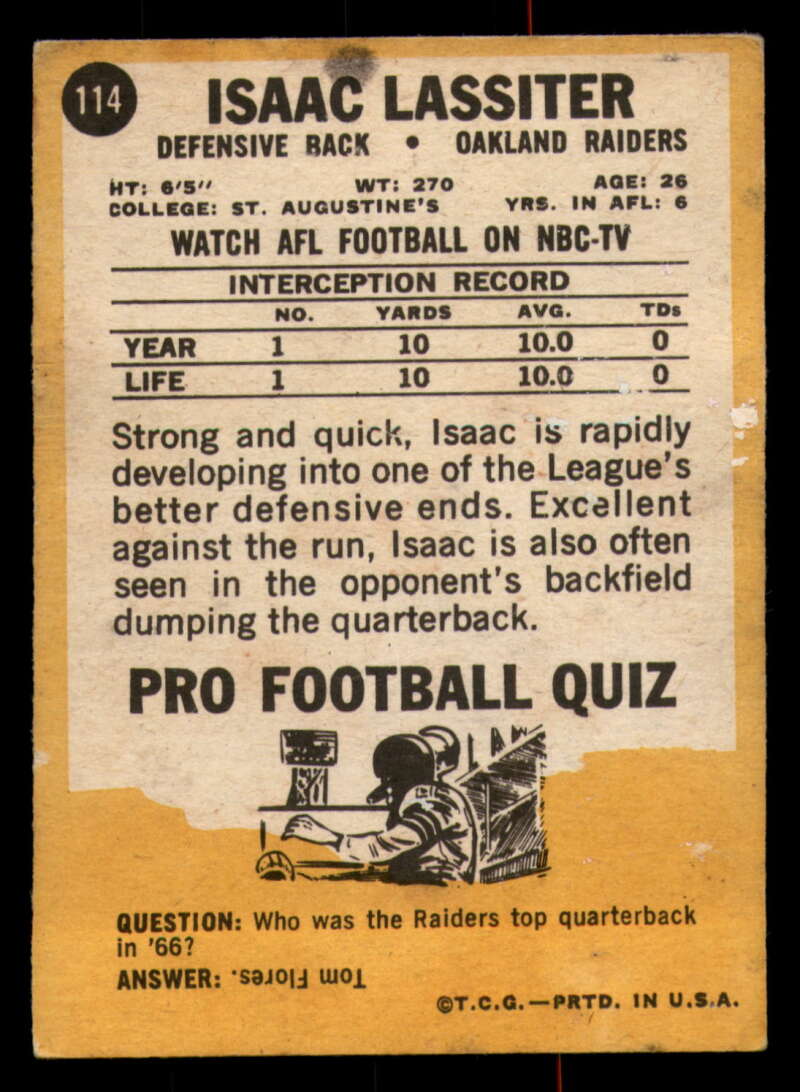 114
ISAAC LASSITER
DEFENSIVE BACK • OAKLAND RAIDERS
HT: 6'5" WT: 270 AGE: 26
COLLEGE: ST. AUGUSTINE'S YRS. IN AFL: 6
WATCH AFL FOOTBALL ON NBC-TV
INTERCEPTION RECORD
NO. YARDS AVG. TDs
YEAR 1 10 10.0 0
LIFE 1 10 10.0 0
Strong and quick, Isaac is rapidly
developing into one of the League's
better defensive ends. Excellent
against the run, Isaac is also often
seen in the opponent's backfield
dumping the quarterback.
PRO FOOTBALL QUIZ
QUESTION: Who was the Raiders top quarterback
in '66?
ANSWER: Tom Flores.
©T.C.G.—PRTD. IN U.S.A.